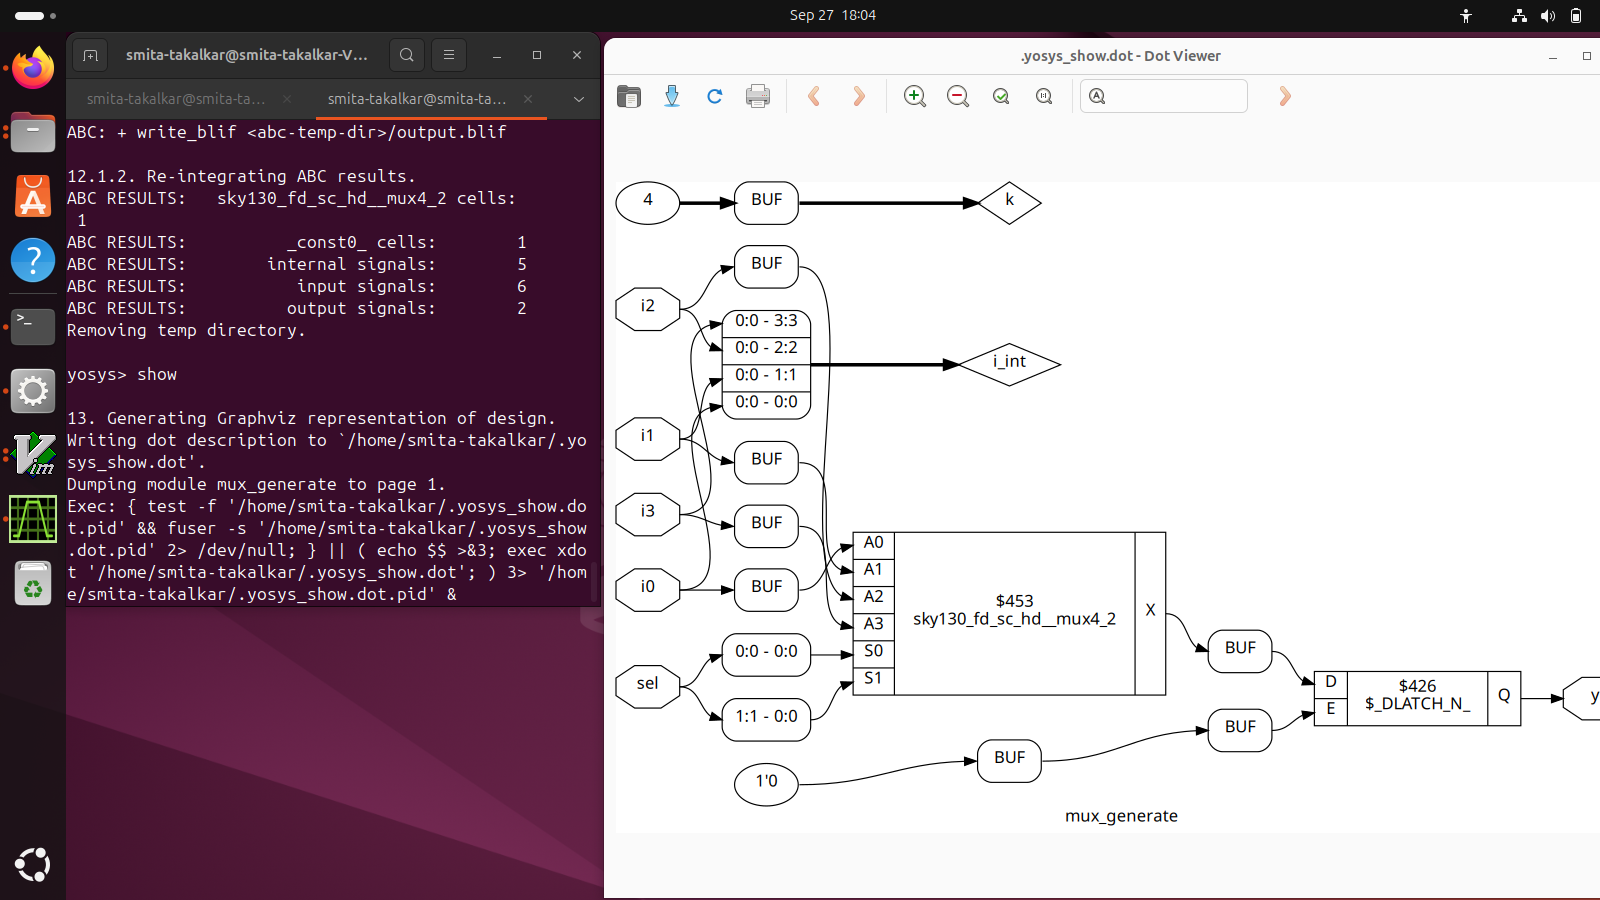 Sep 27 18:04
smita-takalkar@smita-takalkar-V...
smita-takalkar@smita-ta...
smita-takalkar@smita-ta...
ABC: + write_blif <abc-temp-dir>/output.blif
12.1.2. Re-integrating ABC results.
ABC RESULTS:   sky130_fd_sc_hd__mux4_2 cells:
 1
ABC RESULTS:          _const0_ cells:        1
ABC RESULTS:        internal signals:        5
ABC RESULTS:           input signals:        6
ABC RESULTS:          output signals:        2
Removing temp directory.
yosys> show
13. Generating Graphviz representation of design.
Writing dot description to `/home/smita-takalkar/.yo
sys_show.dot'.
Dumping module mux_generate to page 1.
Exec: { test -f '/home/smita-takalkar/.yosys_show.do
t.pid' && fuser -s '/home/smita-takalkar/.yosys_show
.dot.pid' 2> /dev/null; } || ( echo $$ >&3; exec xdo
t '/home/smita-takalkar/.yosys_show.dot'; ) 3> '/hom
e/smita-takalkar/.yosys_show.dot.pid' &
.yosys_show.dot - Dot Viewer
4
BUF
k
BUF
i2
0:0 - 3:3
0:0 - 2:2
0:0 - 1:1
0:0 - 0:0
i_int
i1
BUF
i3
BUF
i0
BUF
A0
A1
A2
A3
S0
S1
$453
sky130_fd_sc_hd__mux4_2
X
sel
0:0 - 0:0
1:1 - 0:0
BUF
D
E
$426
$_DLATCH_N_
Q
y
BUF
1'0
BUF
mux_generate